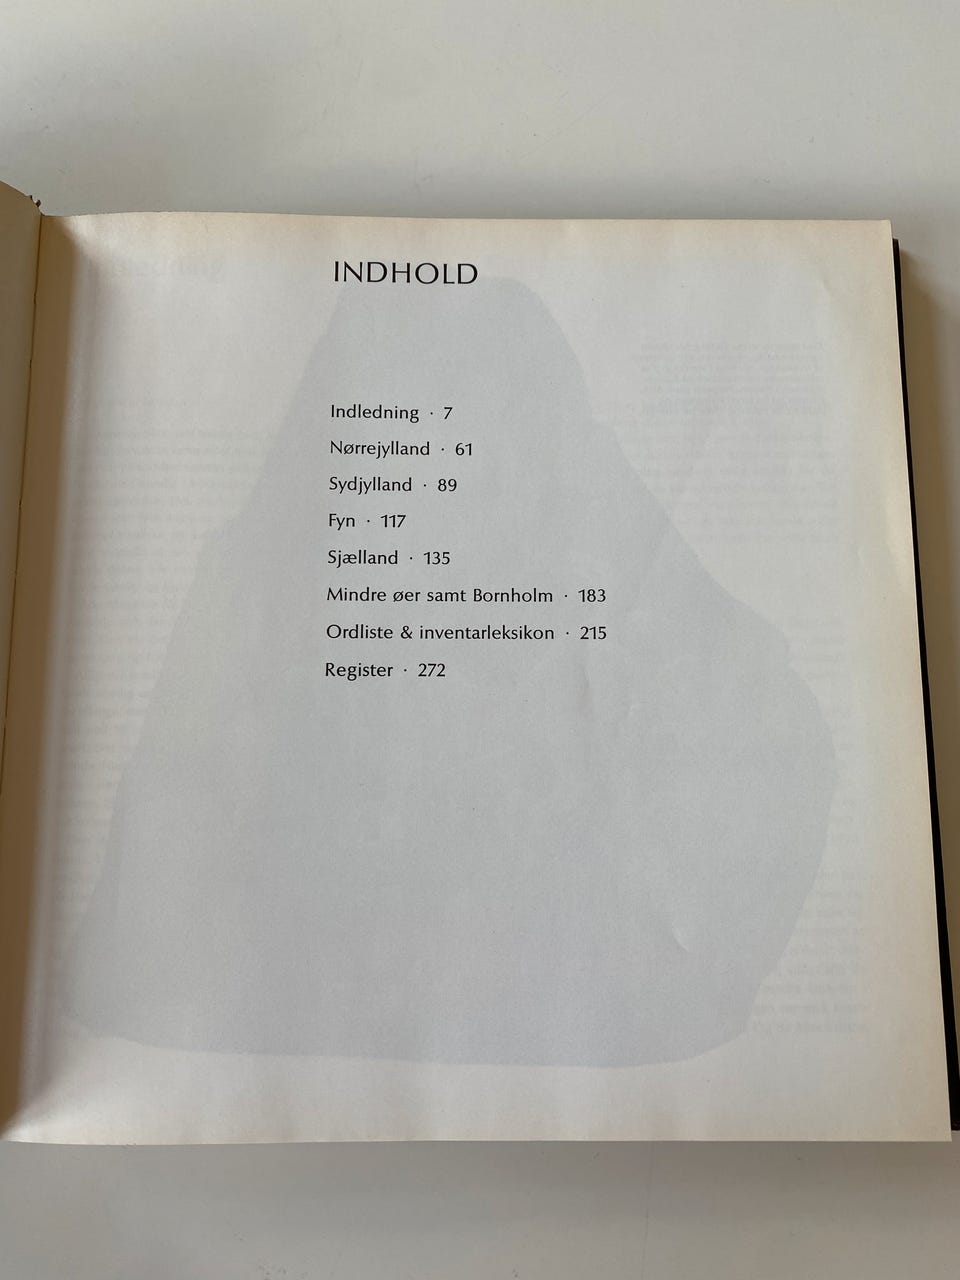 INDHOLD
Indledning · 7
Nørrejylland · 61
Sydjylland · 89
Fyn · 117
Sjælland · 135
Mindre øer samt Bornholm · 183
Ordliste & inventarleksikon · 215
Register · 272